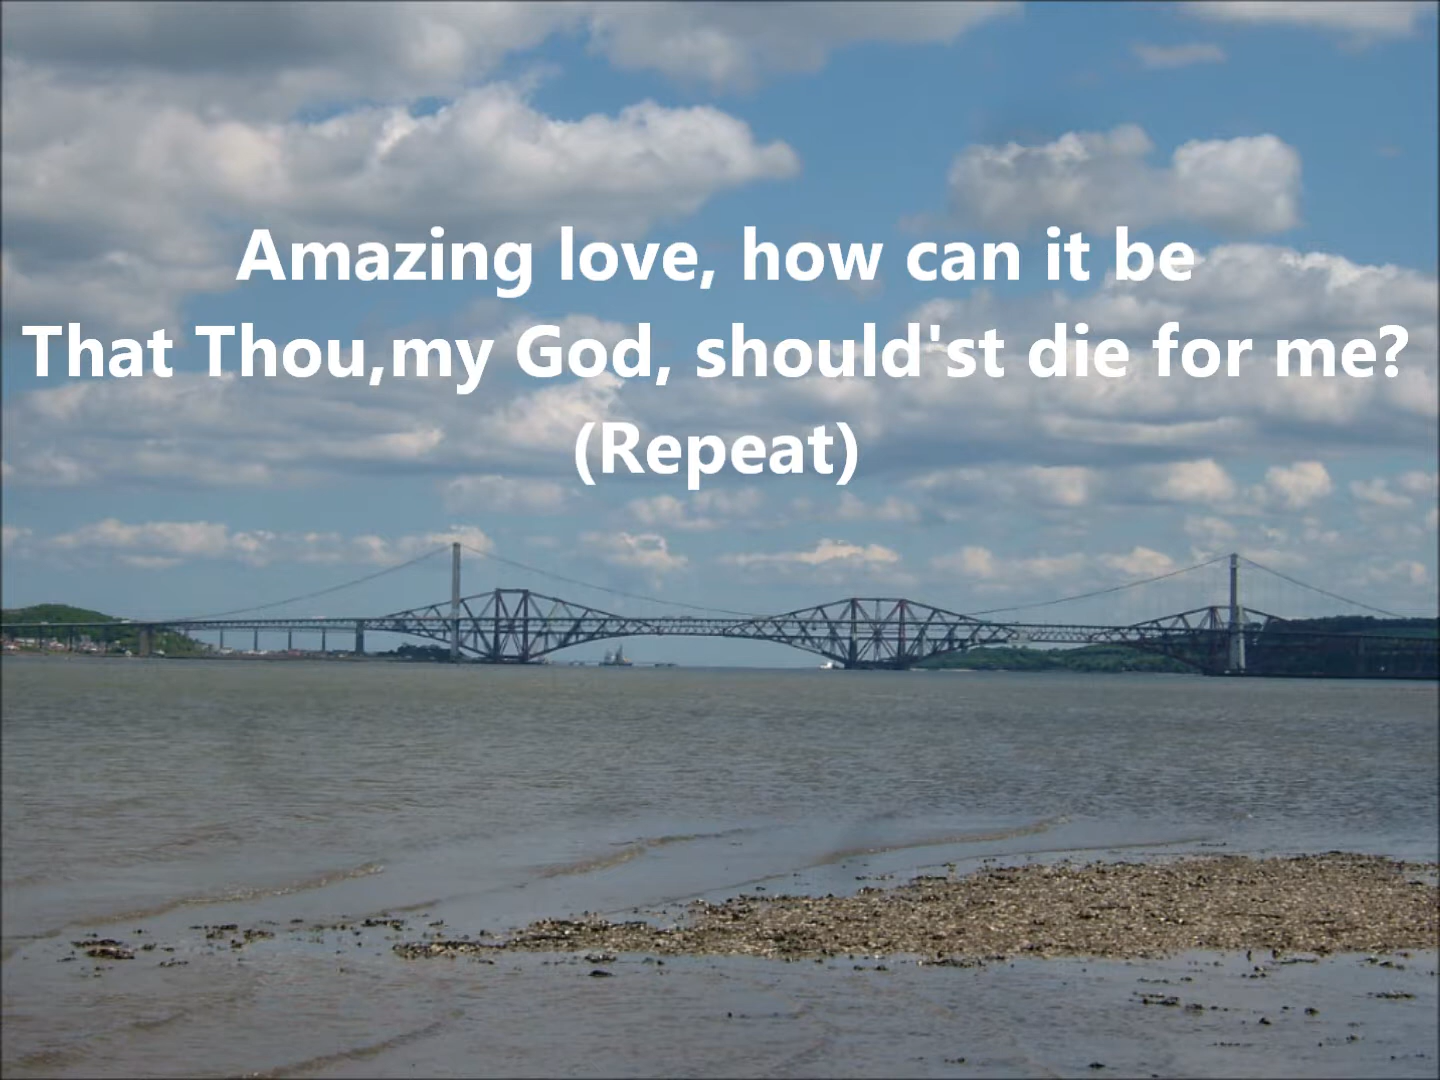 Amazing love, how can it be
That Thou,my God, should'st die for me?
(Repeat)